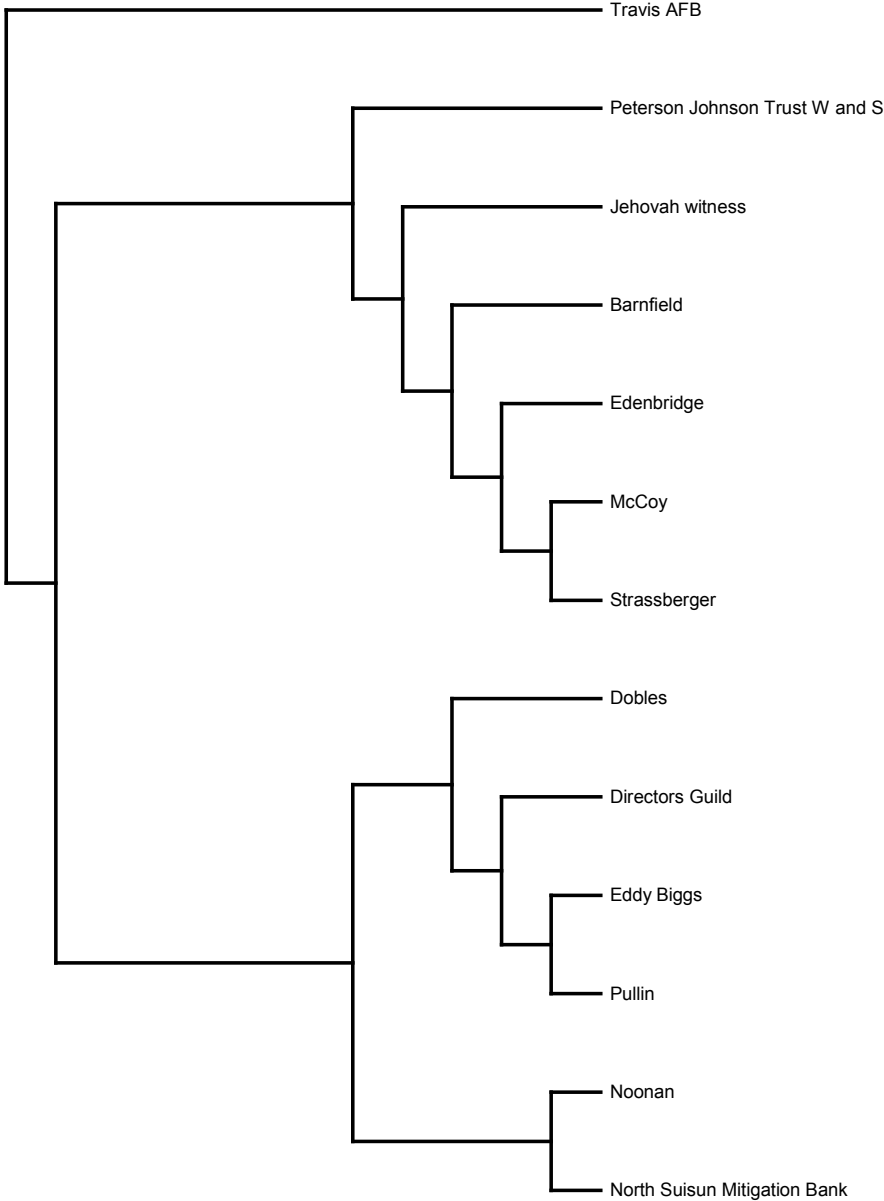 Travis AFB
Peterson Johnson Trust W and S
Jehovah witness
Barnfield
Edenbridge
McCoy
Strassberger
Dobles
Directors Guild
Eddy Biggs
Pullin
Noonan
North Suisun Mitigation Bank